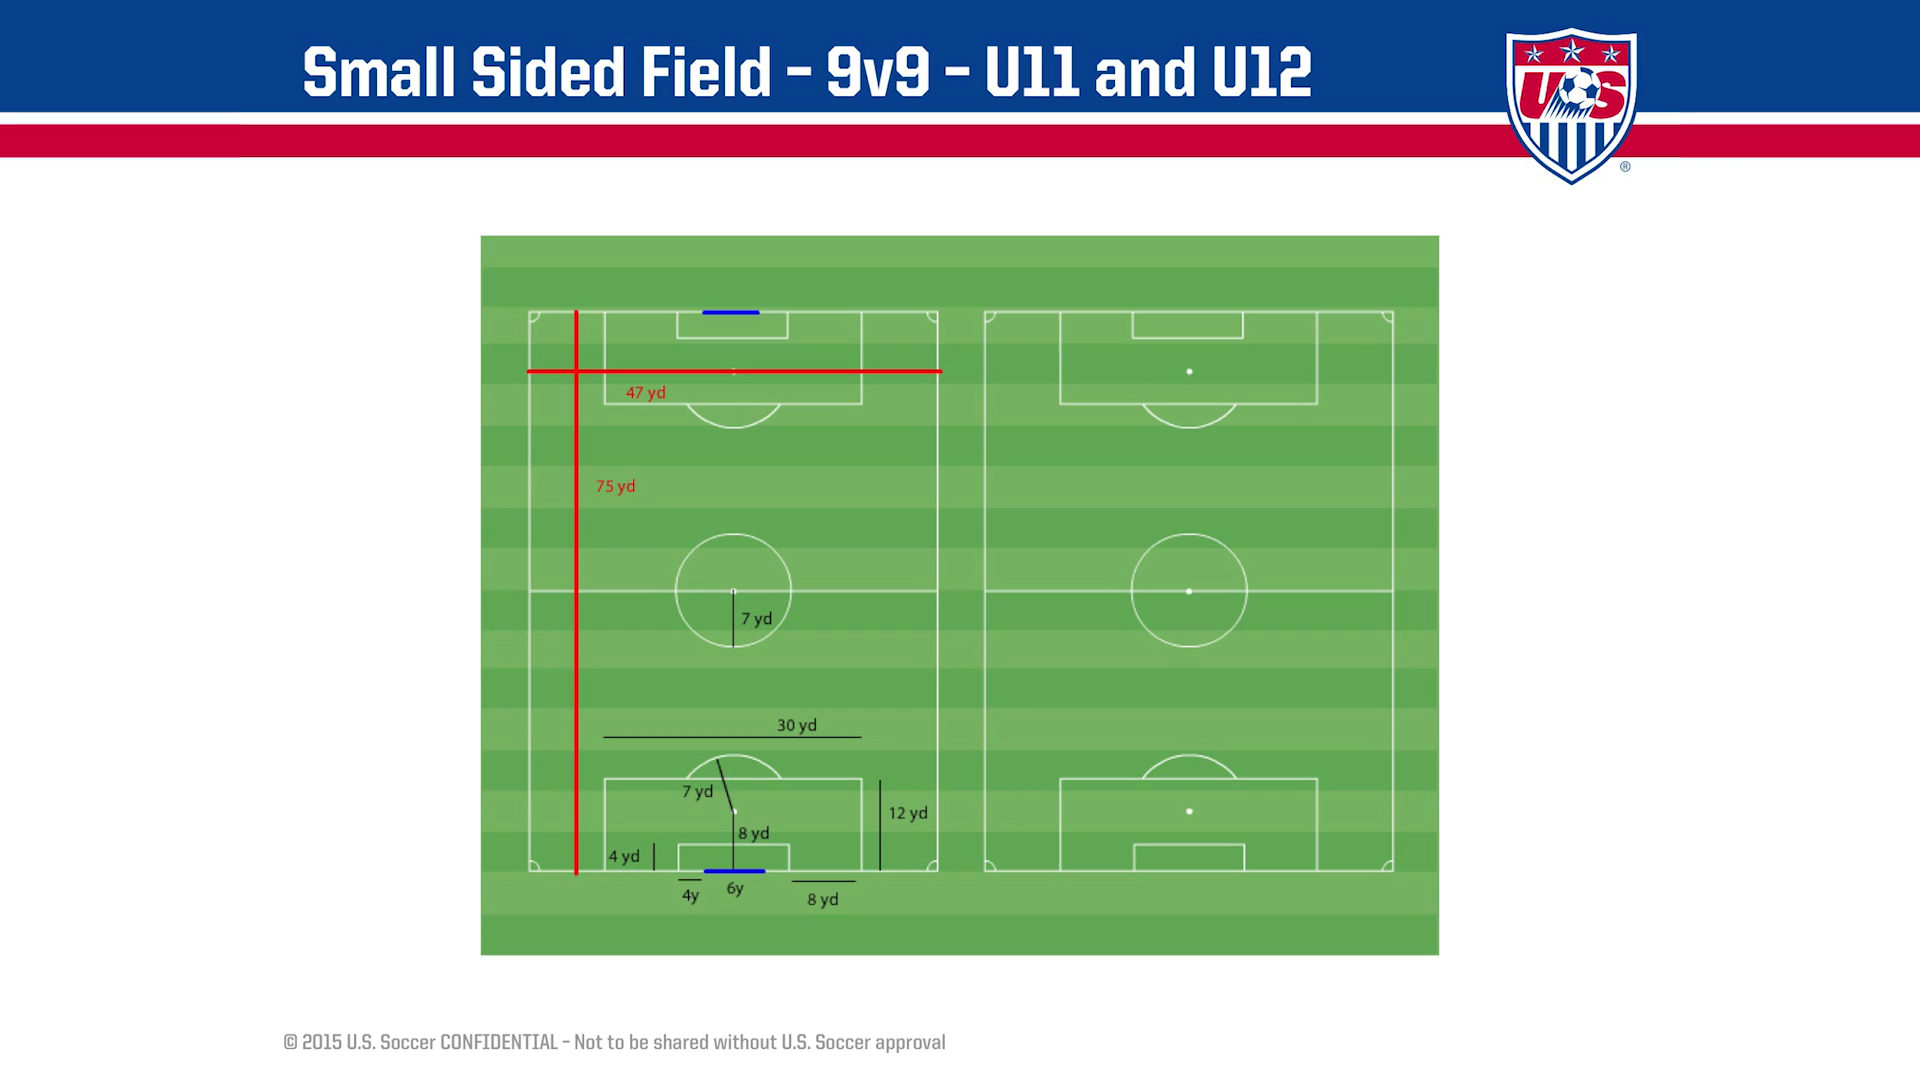 Small Sided Field - 9v9 - U11 and U12
US
®
47 yd
75 yd
7 yd
30 yd
7 yd
8 yd
12 yd
4 yd
4y
6y
8 yd
© 2015 U.S. Soccer CONFIDENTIAL - Not to be shared without U.S. Soccer approval